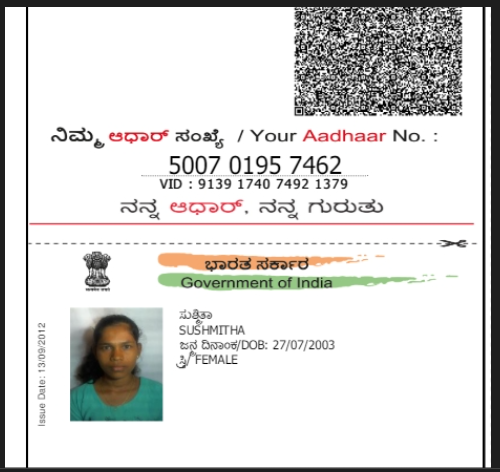 ನಿಮ್ಮ ಆಧಾರ್ ಸಂಖ್ಯೆ / Your Aadhaar No. :
5007 0195 7462
VID : 9139 1740 7492 1379
ನನ್ನ ಆಧಾರ್, ನನ್ನ ಗುರುತು
ಭಾರತ ಸರ್ಕಾರ
Government of India
ಸುಶ್ಮಿತಾ
SUSHMITHA
ಜನ್ಮ ದಿನಾಂಕ/DOB: 27/07/2003
ಸ್ತ್ರೀ/ FEMALE
Issue Date: 13/09/2012